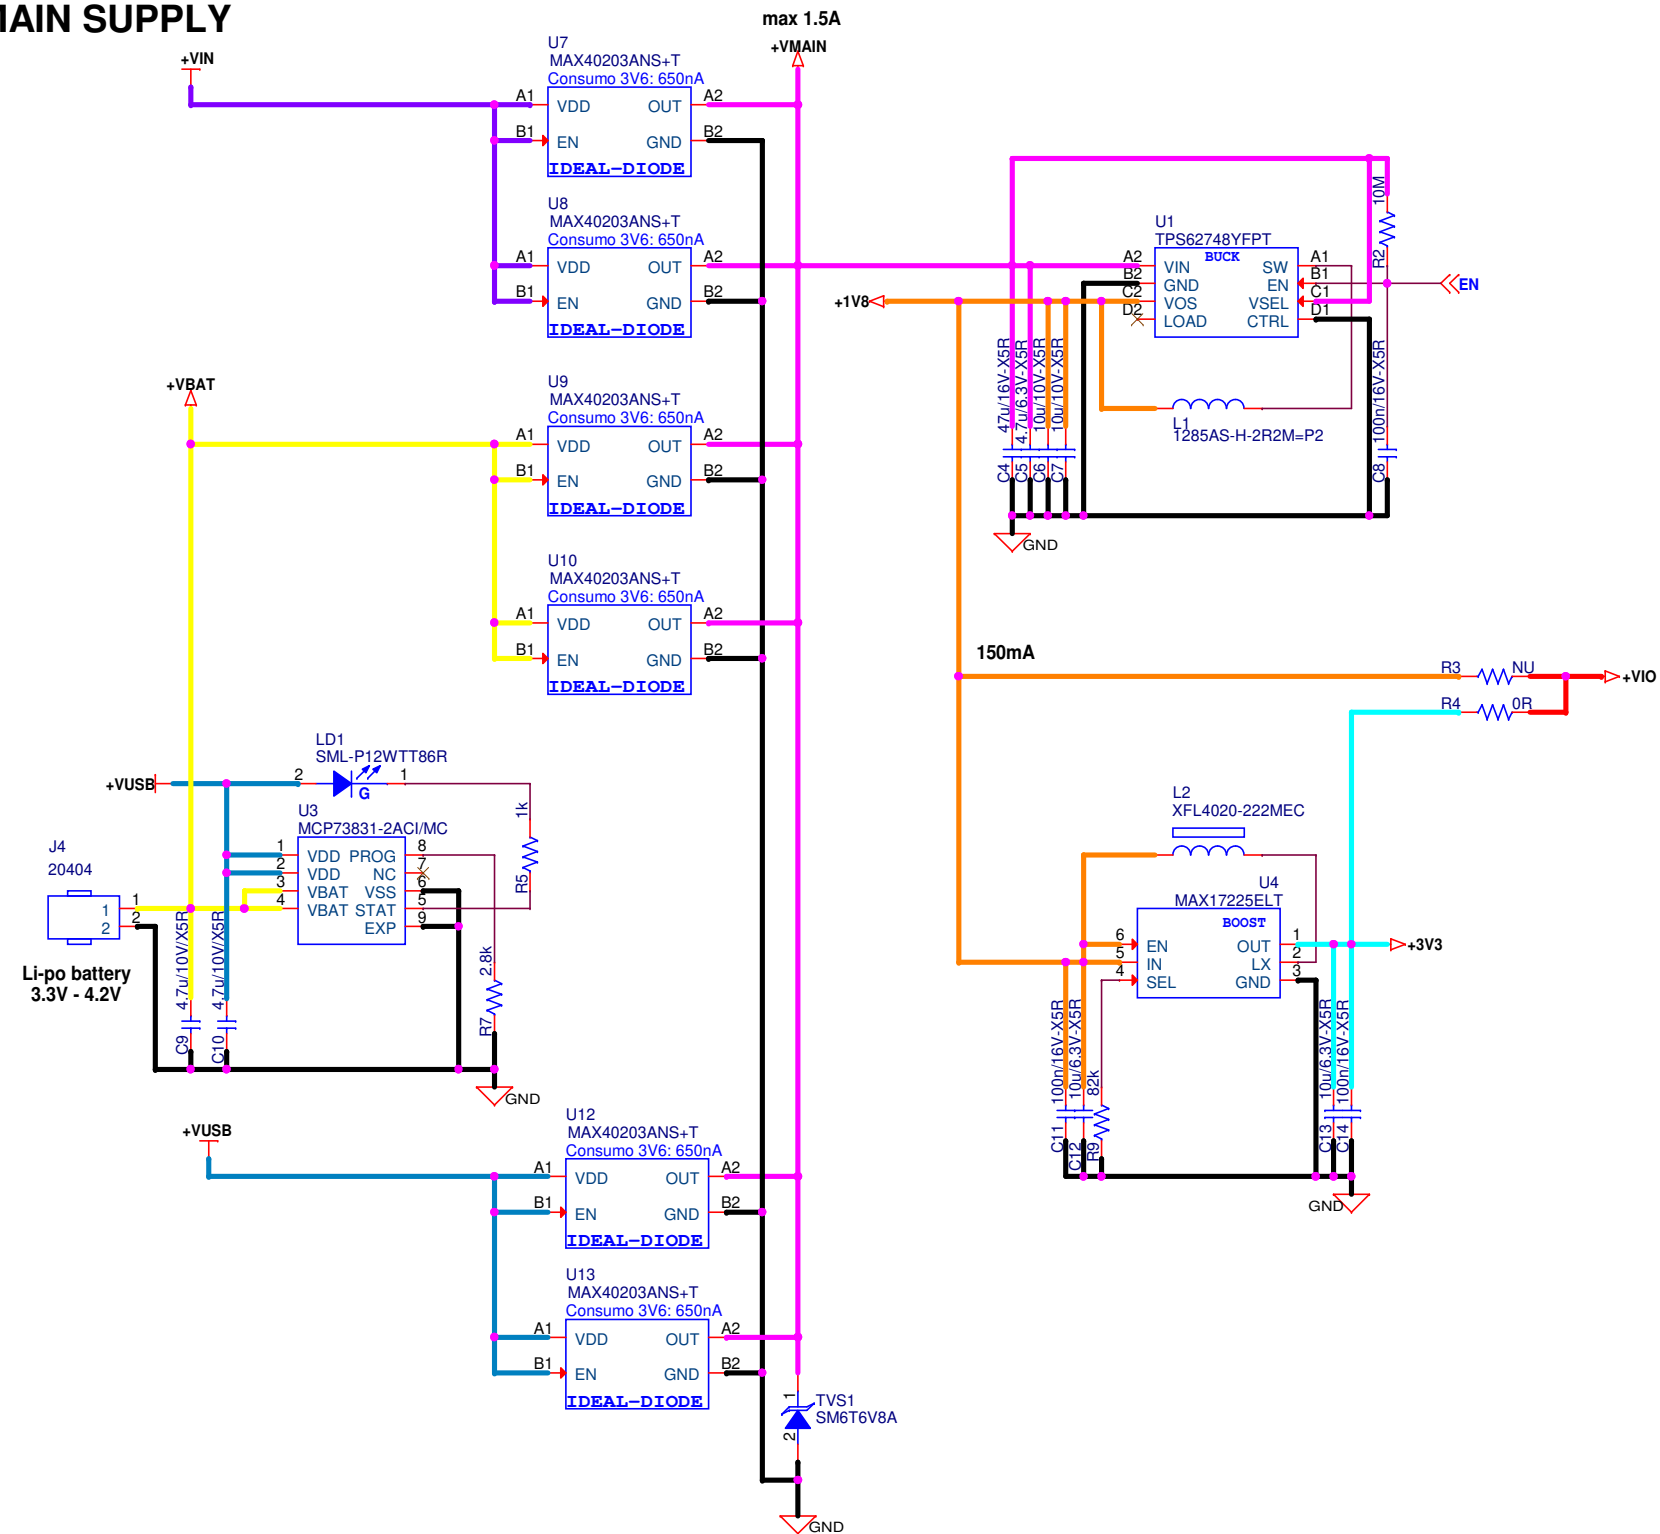 MAIN SUPPLY
max 1.5A
+VMAIN
+VIN
U7
MAX40203ANS+T
Consumo 3V6: 650nA
A1 VDD OUT A2
B1 EN GND B2
IDEAL-DIODE
U8
MAX40203ANS+T
Consumo 3V6: 650nA
A1 VDD OUT A2
B1 EN GND B2
IDEAL-DIODE
+VBAT
U9
MAX40203ANS+T
Consumo 3V6: 650nA
A1 VDD OUT A2
B1 EN GND B2
IDEAL-DIODE
U10
MAX40203ANS+T
Consumo 3V6: 650nA
A1 VDD OUT A2
B1 EN GND B2
IDEAL-DIODE
U1
TPS62748YFPT
BUCK
A2 VIN SW A1
B2 GND EN B1
C2 VOS VSEL C1
D2 LOAD CTRL D1
10M
R2
EN
+1V8
L1
1285AS-H-2R2M=P2
C4 47u/16V-X5R
C5 4.7u/6.3V-X5R
C6 10u/10V-X5R
C7 10u/10V-X5R
C8 100n/16V-X5R
GND
150mA
R3 NU
+VIO
R4 0R
LD1
SML-P12WTT86R
2 1
G
+VUSB
U3
MCP73831-2ACI/MC
1 VDD PROG 8
2 VDD NC 7
3 VBAT VSS 6
4 VBAT STAT 5
EXP 9
1k
R5
J4
20404
1 1
2 2
Li-po battery
3.3V - 4.2V
C9 4.7u/10V/X5R
C10 4.7u/10V/X5R
R7 2.8k
GND
L2
XFL4020-222MEC
U4
MAX17225ELT
BOOST
6 EN OUT 1
5 IN LX 2
4 SEL GND 3
+3V3
C11 100n/16V-X5R
C12 10u/6.3V-X5R
R9 82k
C13 10u/6.3V-X5R
C14 100n/16V-X5R
GND
+VUSB
U12
MAX40203ANS+T
Consumo 3V6: 650nA
A1 VDD OUT A2
B1 EN GND B2
IDEAL-DIODE
U13
MAX40203ANS+T
Consumo 3V6: 650nA
A1 VDD OUT A2
B1 EN GND B2
IDEAL-DIODE
1
TVS1
SM6T6V8A
2
GND